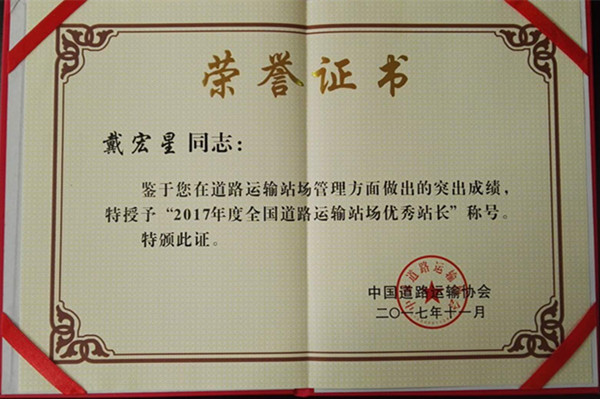 荣誉证书
戴宏星 同志：
鉴于您在道路运输站场管理方面做出的突出成绩，
特授予“2017年度全国道路运输站场优秀站长”称号。
特颁此证。
中国道路运输协会
二〇一七年十一月